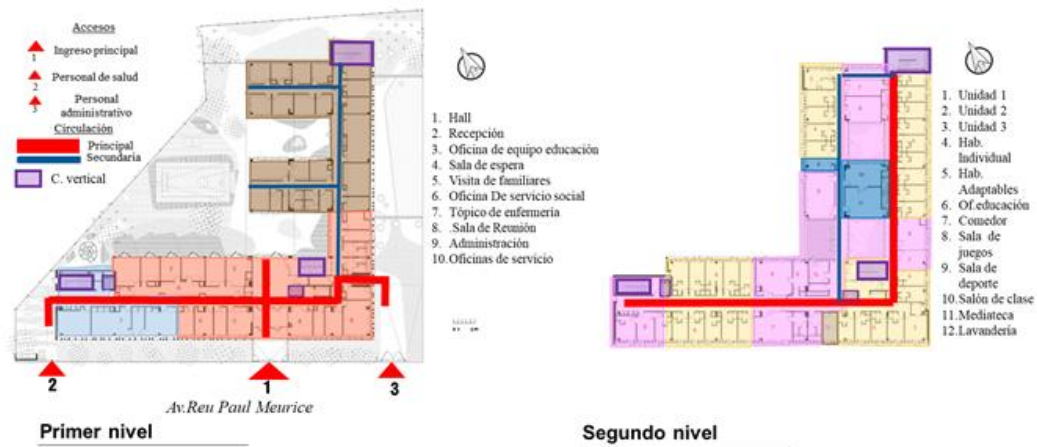 Accesos
1 Ingreso principal
2 Personal de salud
3 Personal
administrativo
Circulación
Principal
Secundaria
C. vertical
1. Hall
2. Recepción
3. Oficina de equipo educación
4. Sala de espera
5. Visita de familiares
6. Oficina De servicio social
7. Tópico de enfermería
8. .Sala de Reunión
9. Administración
10. Oficinas de servicio
2
1
3
Av.Reu Paul Meurice
Primer nivel
1. Unidad 1
2. Unidad 2
3. Unidad 3
4. Hab.
Individual
5. Hab.
Adaptables
6. Of.educación
7. Comedor
8. Sala de
juegos
9. Sala de
deporte
10. Salón de clase
11. Mediateca
12. Lavandería
Segundo nivel